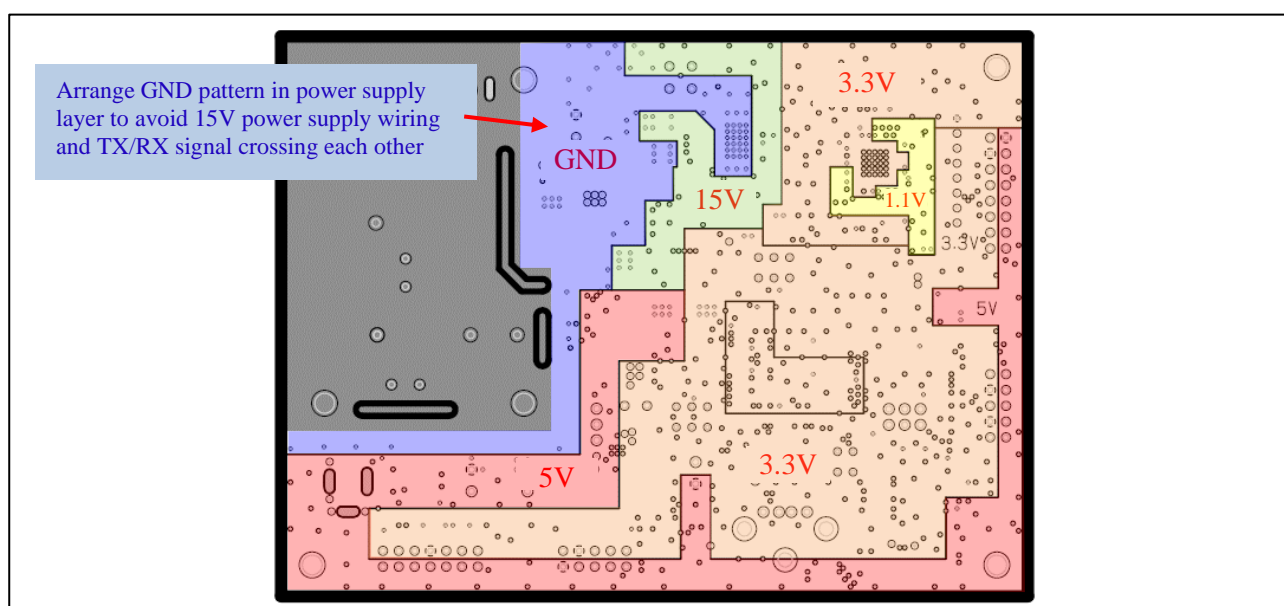 Arrange GND pattern in power supply
layer to avoid 15V power supply wiring
and TX/RX signal crossing each other
GND
15V
3.3V
1.1V
3.3V
5V
3.3V
5V